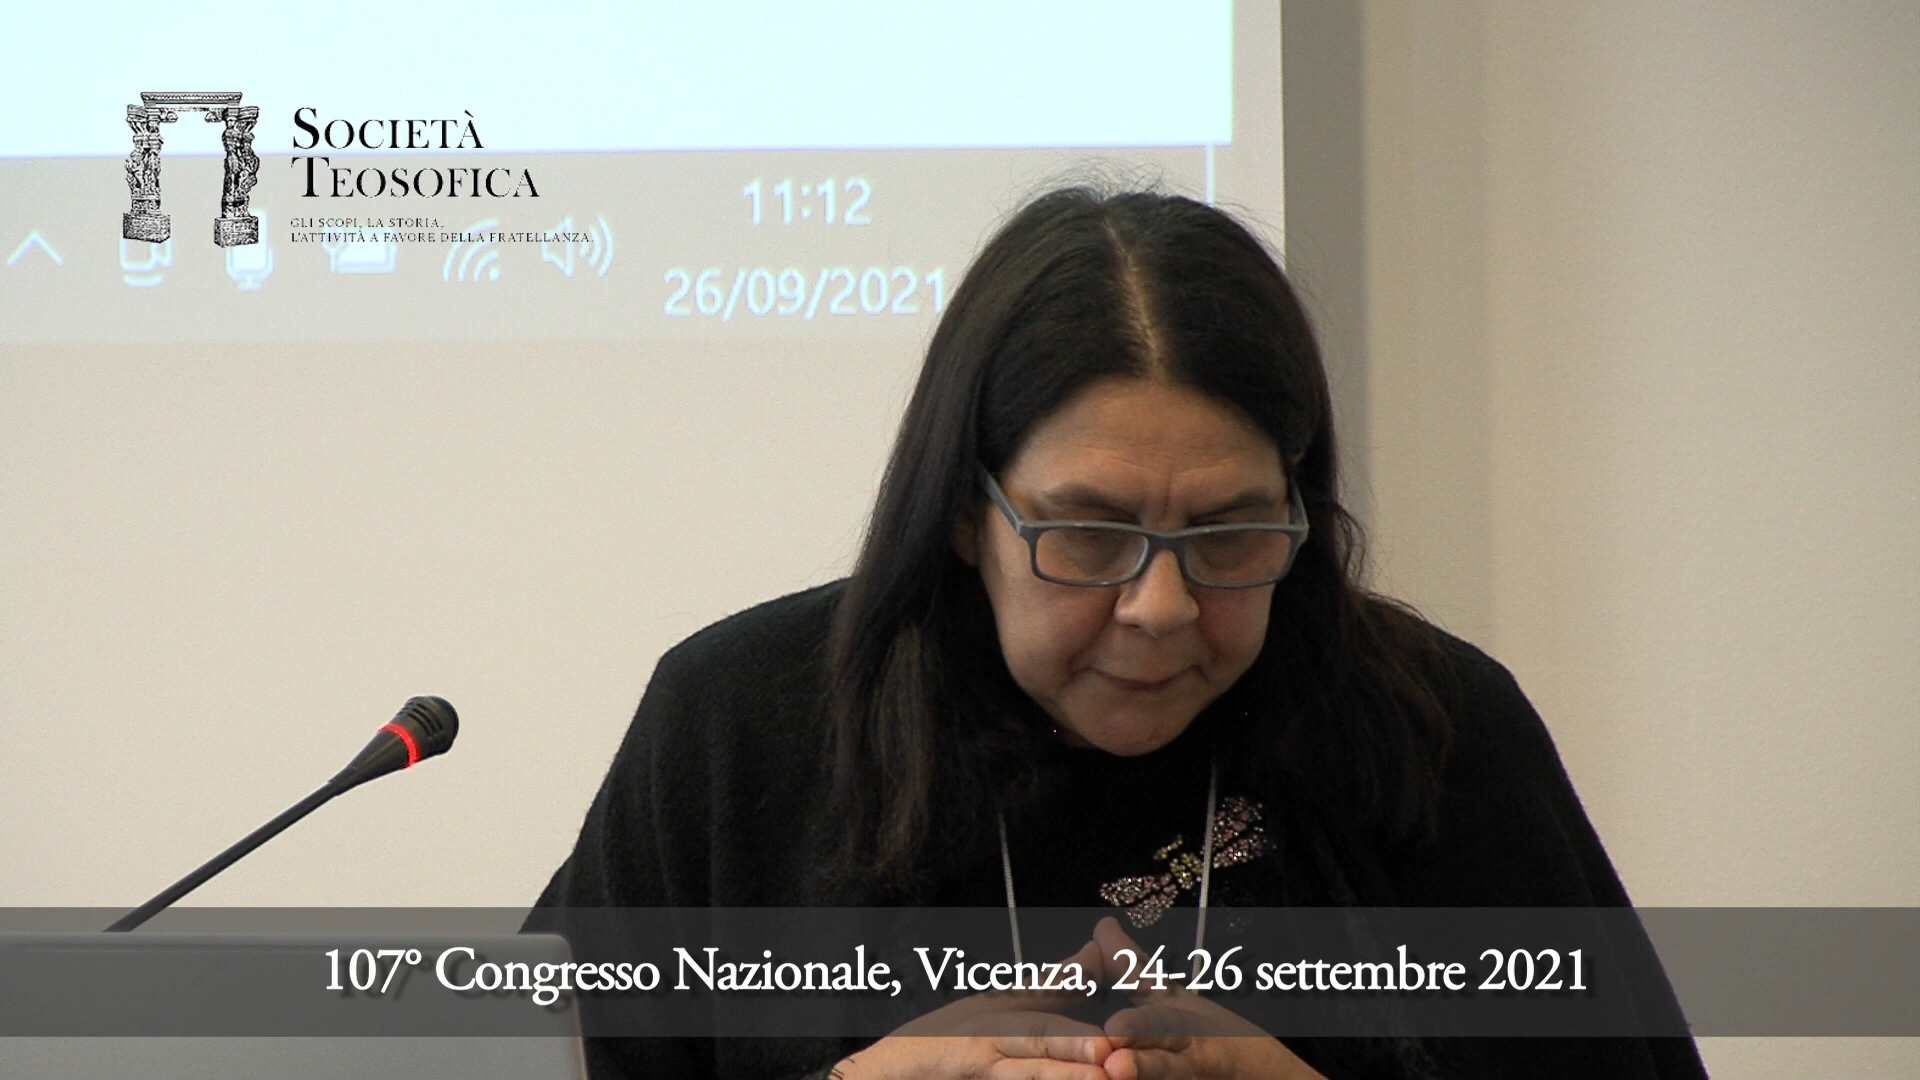 SOCIETÀ
TEOSOFICA
GLI SCOPI, LA STORIA,
L'ATTIVITÀ A FAVORE DELLA FRATELLANZA.
11:12
26/09/2021
107° Congresso Nazionale, Vicenza, 24-26 settembre 2021